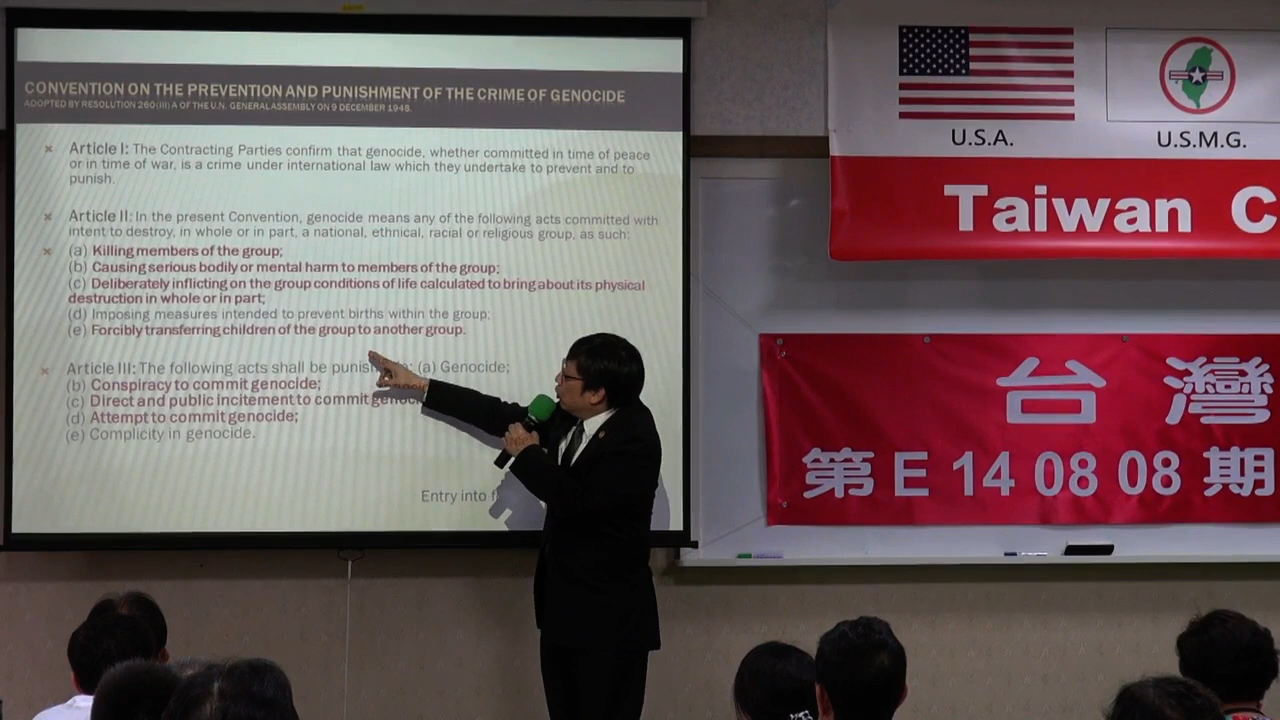 CONVENTION ON THE PREVENTION AND PUNISHMENT OF THE CRIME OF GENOCIDE
ADOPTED BY RESOLUTION 260(III) A OF THE U.N. GENERAL ASSEMBLY ON 9 DECEMBER 1948.
Article I: The Contracting Parties confirm that genocide, whether committed in time of peace
or in time of war, is a crime under international law which they undertake to prevent and to
punish.
Article II: In the present Convention, genocide means any of the following acts committed with
intent to destroy, in whole or in part, a national, ethnical, racial or religious group, as such:
(a) Killing members of the group;
(b) Causing serious bodily or mental harm to members of the group;
(c) Deliberately inflicting on the group conditions of life calculated to bring about its physical
destruction in whole or in part;
(d) Imposing measures intended to prevent births within the group;
(e) Forcibly transferring children of the group to another group.
Article III: The following acts shall be (a) Genocide;
(b) Conspiracy to commit genocide;
(c) Direct and public incitement to commit
(d) Attempt to commit genocide;
(e) Complicity in genocide.
Entry into
U.S.A.
U.S.M.G.
Taiwan C
台灣
第 E 14 08 08 期